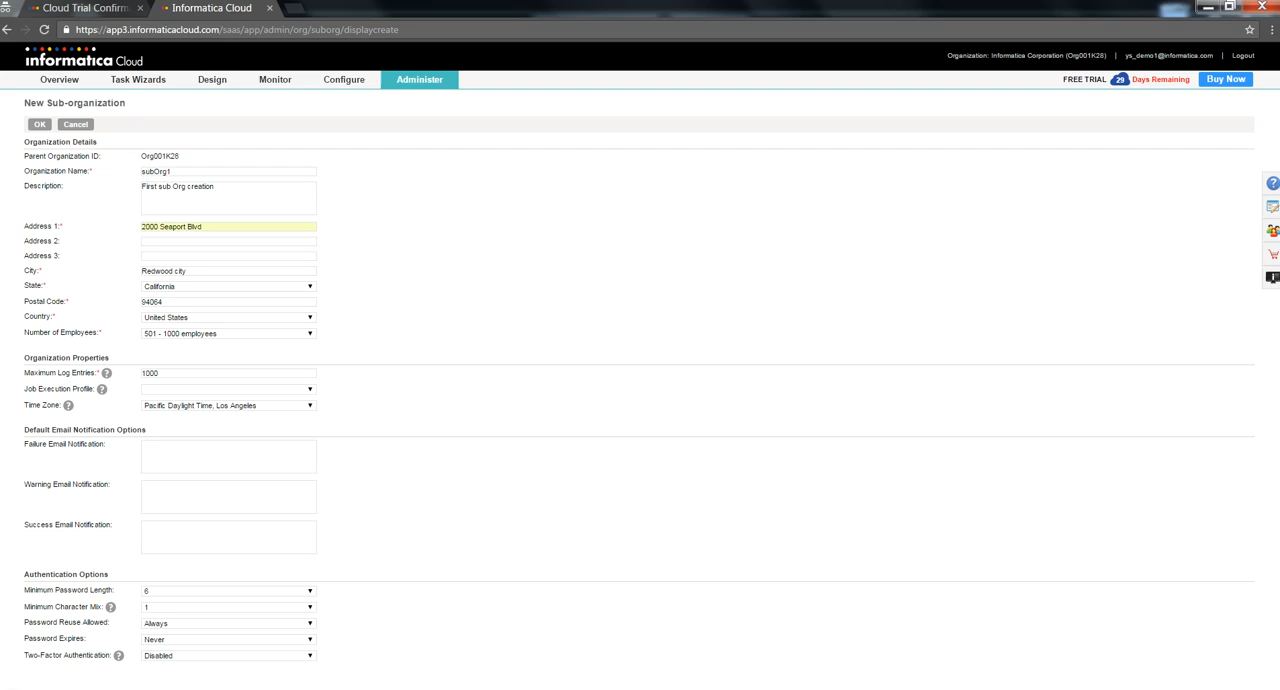 Cloud Trial Confirm
Informatica Cloud
https://app3.informaticacloud.com/saas/app/admin/org/suborg/displaycreate
informatica Cloud
Organization: Informatica Corporation (Org001K28) | ys_demo1@informatica.com | Logout
Overview Task Wizards Design Monitor Configure Administer
FREE TRIAL 29 Days Remaining Buy Now
New Sub-organization
OK Cancel
Organization Details
Parent Organization ID: Org001K28
Organization Name:* subOrg1
Description: First sub Org creation
Address 1:* 2000 Seaport Blvd
Address 2:
Address 3:
City:* Redwood city
State:* California
Postal Code:* 94064
Country:* United States
Number of Employees:* 501 - 1000 employees
Organization Properties
Maximum Log Entries:* ? 1000
Job Execution Profile: ?
Time Zone: ? Pacific Daylight Time, Los Angeles
Default Email Notification Options
Failure Email Notification:
Warning Email Notification:
Success Email Notification:
Authentication Options
Minimum Password Length: 6
Minimum Character Mix: ? 1
Password Reuse Allowed: Always
Password Expires: Never
Two-Factor Authentication: ? Disabled